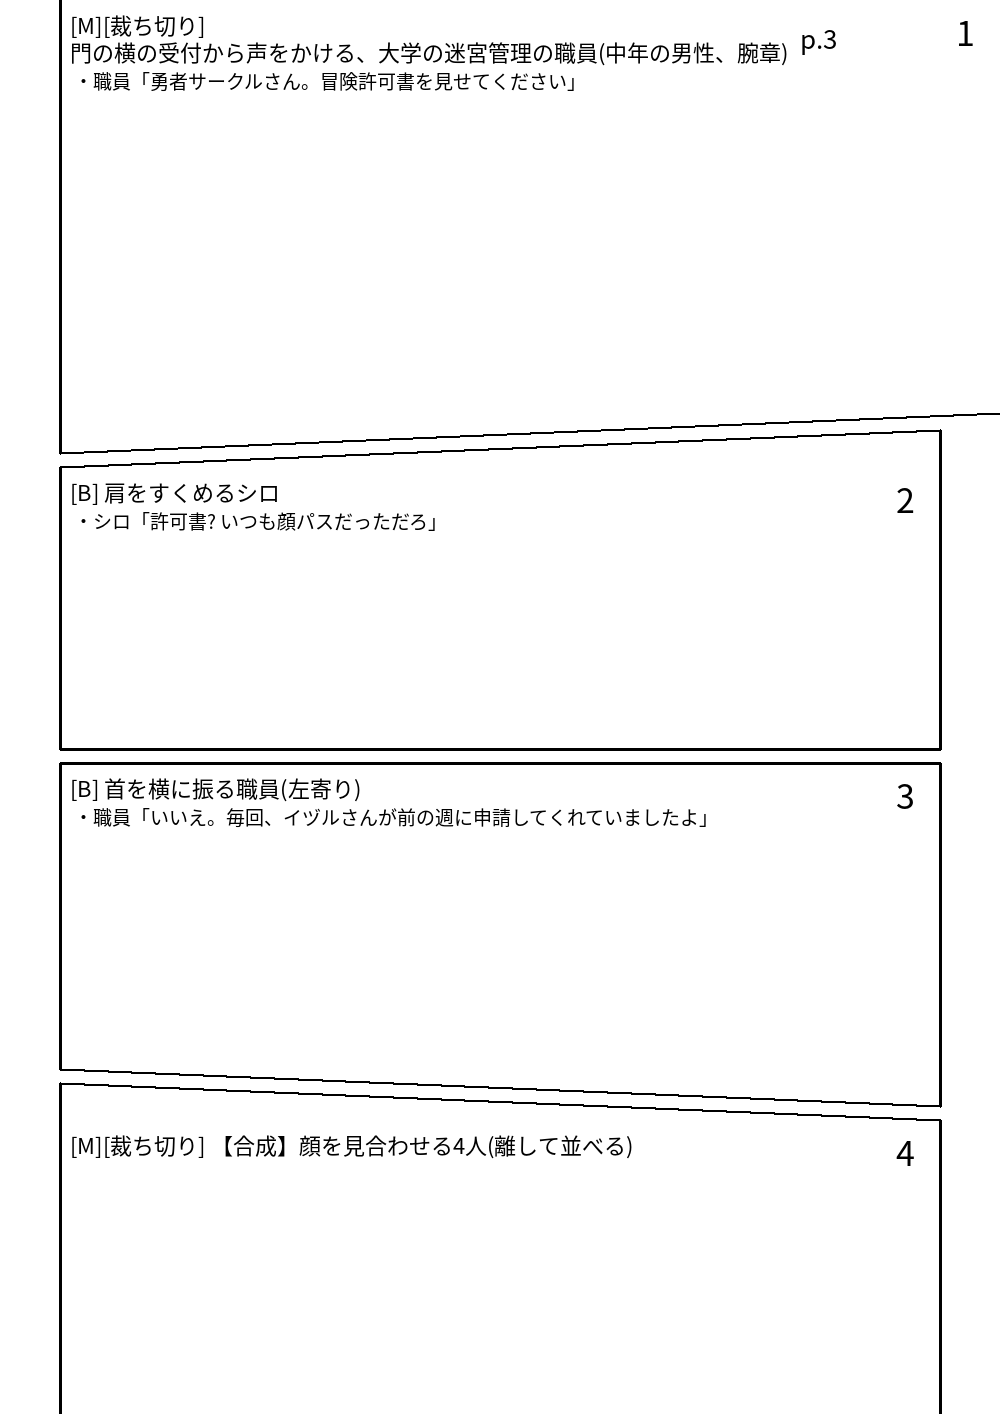 [M][裁ち切り]
門の横の受付から声をかける、大学の迷宮管理の職員(中年の男性、腕章)
・職員「勇者サークルさん。冒険許可書を見せてください」
p.3
1
[B] 肩をすくめるシロ
・シロ「許可書? いつも顔パスだっただろ」
2
[B] 首を横に振る職員(左寄り)
・職員「いいえ。毎回、イヅルさんが前の週に申請してくれていましたよ」
3
[M][裁ち切り] 【合成】顔を見合わせる4人(離して並べる)
4